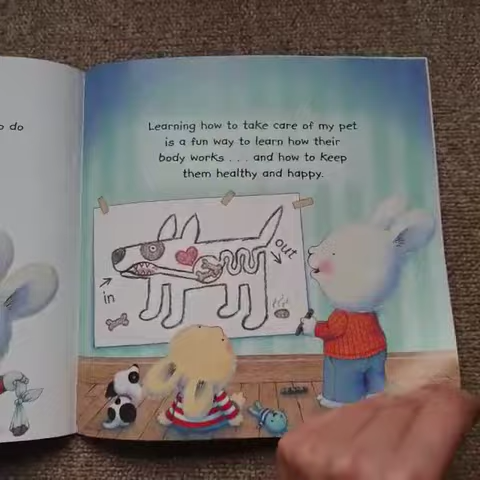 o do
Learning how to take care of my pet
is a fun way to learn how their
body works . . . and how to keep
them healthy and happy.
out
in